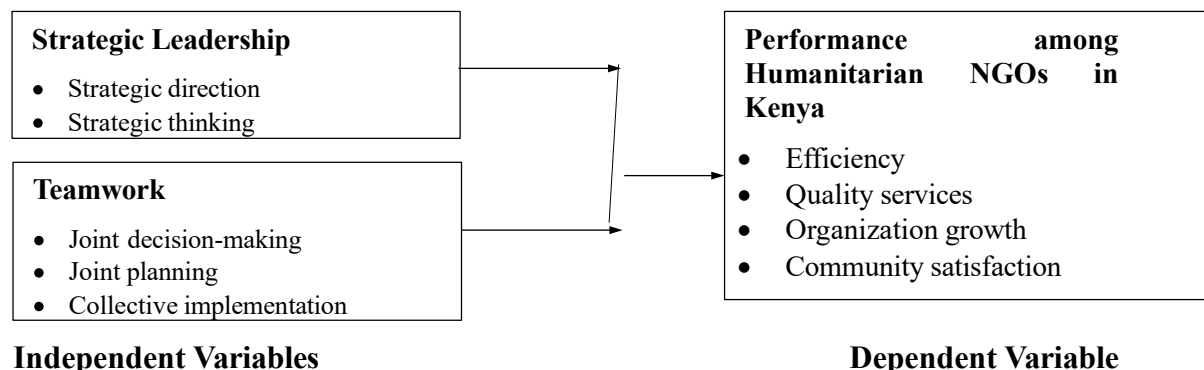 Strategic Leadership
• Strategic direction
• Strategic thinking
Teamwork
• Joint decision-making
• Joint planning
• Collective implementation
Independent Variables
Performance among
Humanitarian NGOs in
Kenya
• Efficiency
• Quality services
• Organization growth
• Community satisfaction
Dependent Variable